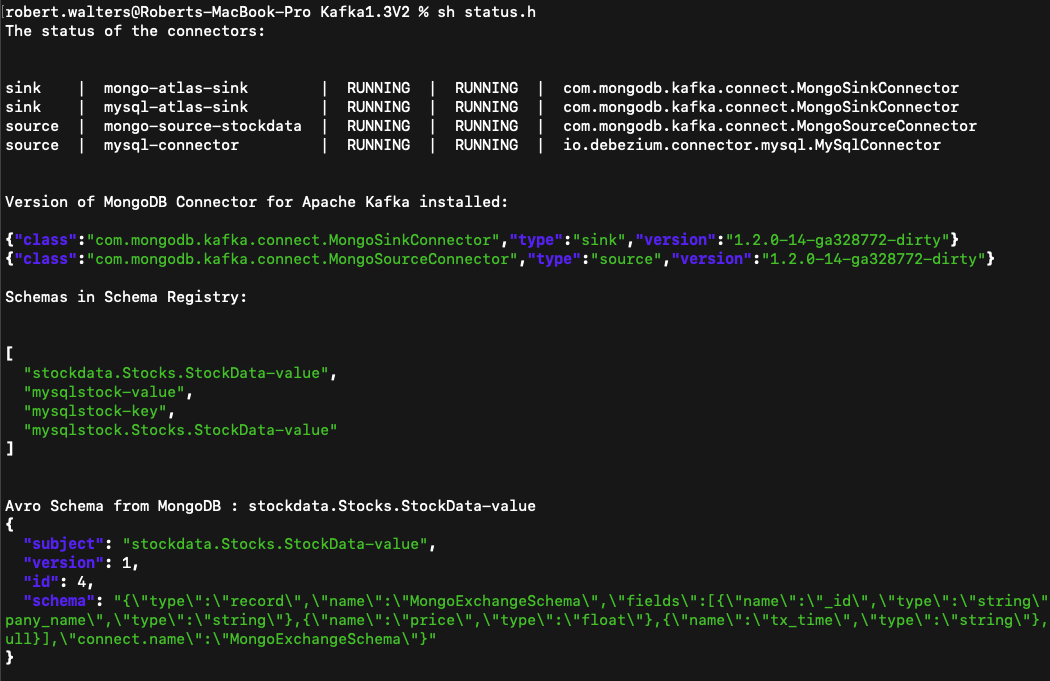 robert.walters@Roberts-MacBook-Pro Kafka1.3V2 % sh status.h
The status of the connectors:
sink    |  mongo-atlas-sink        |  RUNNING  |  RUNNING  |  com.mongodb.kafka.connect.MongoSinkConnector
sink    |  mysql-atlas-sink        |  RUNNING  |  RUNNING  |  com.mongodb.kafka.connect.MongoSinkConnector
source  |  mongo-source-stockdata  |  RUNNING  |  RUNNING  |  com.mongodb.kafka.connect.MongoSourceConnector
source  |  mysql-connector         |  RUNNING  |  RUNNING  |  io.debezium.connector.mysql.MySqlConnector
Version of MongoDB Connector for Apache Kafka installed:
{"class":"com.mongodb.kafka.connect.MongoSinkConnector","type":"sink","version":"1.2.0-14-ga328772-dirty"}
{"class":"com.mongodb.kafka.connect.MongoSourceConnector","type":"source","version":"1.2.0-14-ga328772-dirty"}
Schemas in Schema Registry:
[
  "stockdata.Stocks.StockData-value",
  "mysqlstock-value",
  "mysqlstock-key",
  "mysqlstock.Stocks.StockData-value"
]
Avro Schema from MongoDB : stockdata.Stocks.StockData-value
{
  "subject": "stockdata.Stocks.StockData-value",
  "version": 1,
  "id": 4,
  "schema": "{\"type\":\"record\",\"name\":\"MongoExchangeSchema\",\"fields\":[{\"name\":\"_id\",\"type\":\"string\"
pany_name\",\"type\":\"string\"},{\"name\":\"price\",\"type\":\"float\"},{\"name\":\"tx_time\",\"type\":\"string\"},
ull}],\"connect.name\":\"MongoExchangeSchema\"}"
}